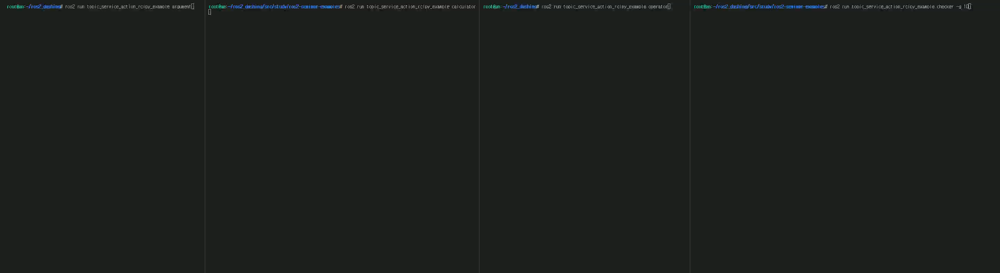 root@an:~/ros2_dashing# ros2 run topic_service_action_rclpy_example argument
root@an:~/ros2_dashing/src/study/ros2-seminar-examples# ros2 run topic_service_action_rclpy_example calculator
root@an:~/ros2_dashing# ros2 run topic_service_action_rclpy_example operator
root@an:~/ros2_dashing/src/study/ros2-seminar-examples# ros2 run topic_service_action_rclpy_example checker -g 10